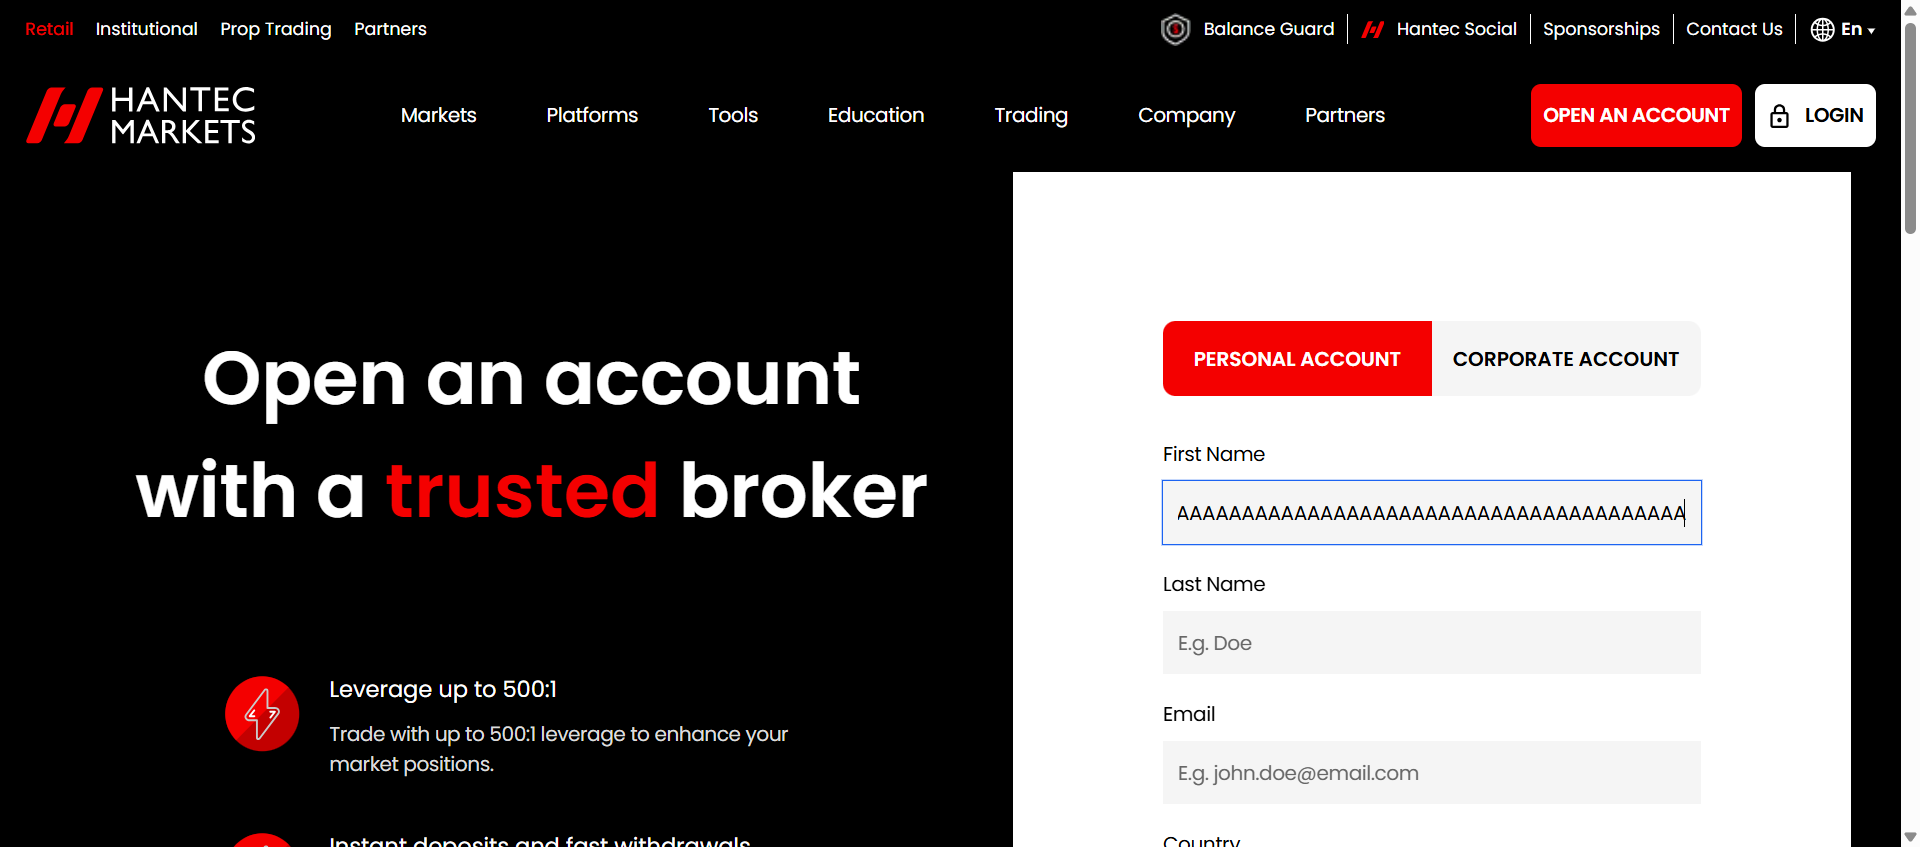 Retail Institutional Prop Trading Partners
Balance Guard Hantec Social Sponsorships Contact Us En
HANTEC
MARKETS
Markets Platforms Tools Education Trading Company Partners
OPEN AN ACCOUNT LOGIN
Open an account
with a trusted broker
Leverage up to 500:1
Trade with up to 500:1 leverage to enhance your
market positions.
Instant deposits and fast withdrawals
PERSONAL ACCOUNT CORPORATE ACCOUNT
First Name
AAAAAAAAAAAAAAAAAAAAAAAAAAAAAAAAAAAAAAA
Last Name
E.g. Doe
Email
E.g. john.doe@email.com
Country